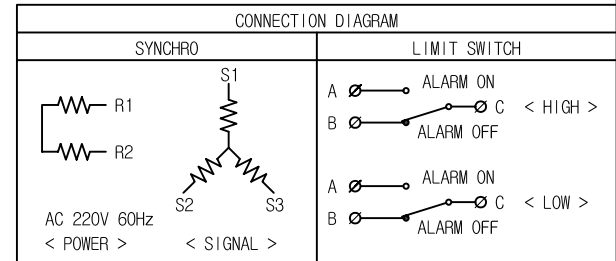 CONNECTION DIAGRAM
SYNCHRO
LIMIT SWITCH
S1
R1
R2
S2
S3
AC 220V 60Hz
< POWER >
< SIGNAL >
A
ALARM ON
C
< HIGH >
B
ALARM OFF
A
ALARM ON
C
< LOW >
B
ALARM OFF